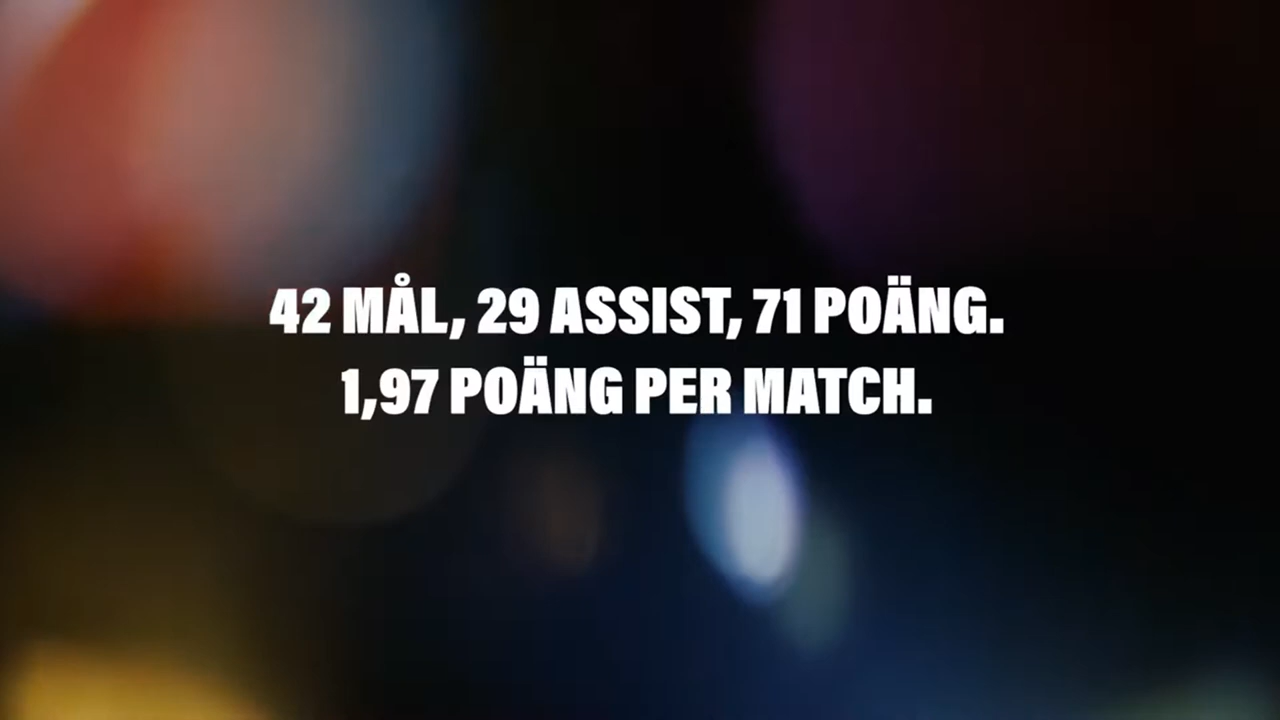 42 MÅL, 29 ASSIST, 71 POÄNG.
1,97 POÄNG PER MATCH.